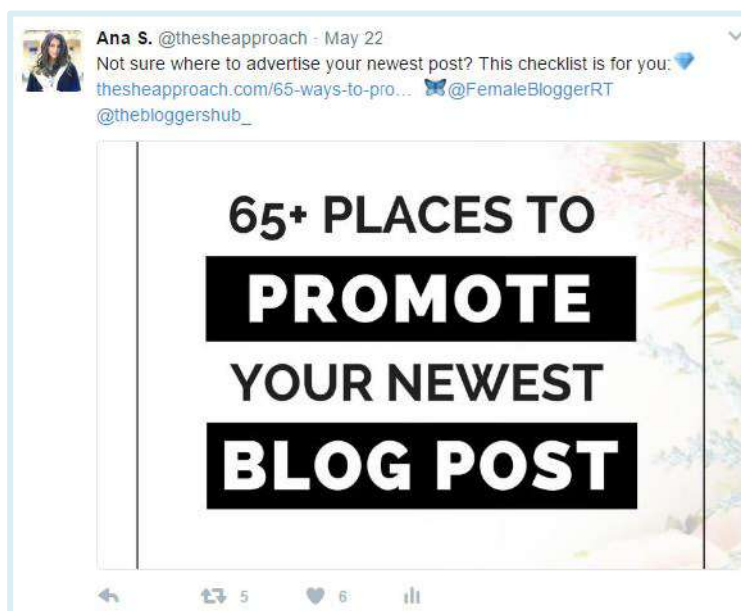 Ana S. @thesheapproach · May 22
Not sure where to advertise your newest post? This checklist is for you:💎
thesheapproach.com/65-ways-to-pro… 🦋@FemaleBloggerRT
@thebloggershub_
65+ PLACES TO
PROMOTE
YOUR NEWEST
BLOG POST
5 6